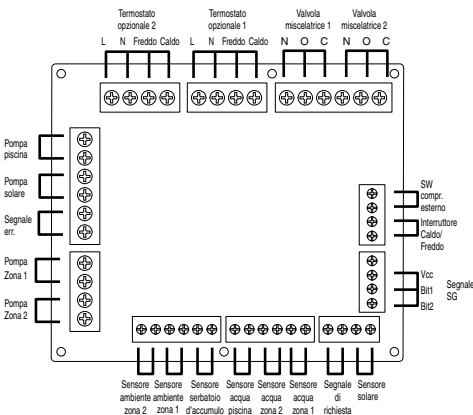 Termostato
opzionale 2
Termostato
opzionale 1
Valvola
miscelatrice 1
Valvola
miscelatrice 2
L N Freddo Caldo
L N Freddo Caldo
N O C
N O C
Pompa
piscina
Pompa
solare
Segnale
err.
Pompa
Zona 1
Pompa
Zona 2
SW
compr.
esterno
Interruttore
Caldo/
Freddo
Vcc
Bit1
Bit2
Segnale
SG
Sensore
ambiente
zona 2
Sensore
ambiente
zona 1
Sensore
serbatoio
d'accumulo
Sensore
acqua
piscina
Sensore
acqua
zona 2
Sensore
acqua
zona 1
Segnale
di
richiesta
Sensore
solare